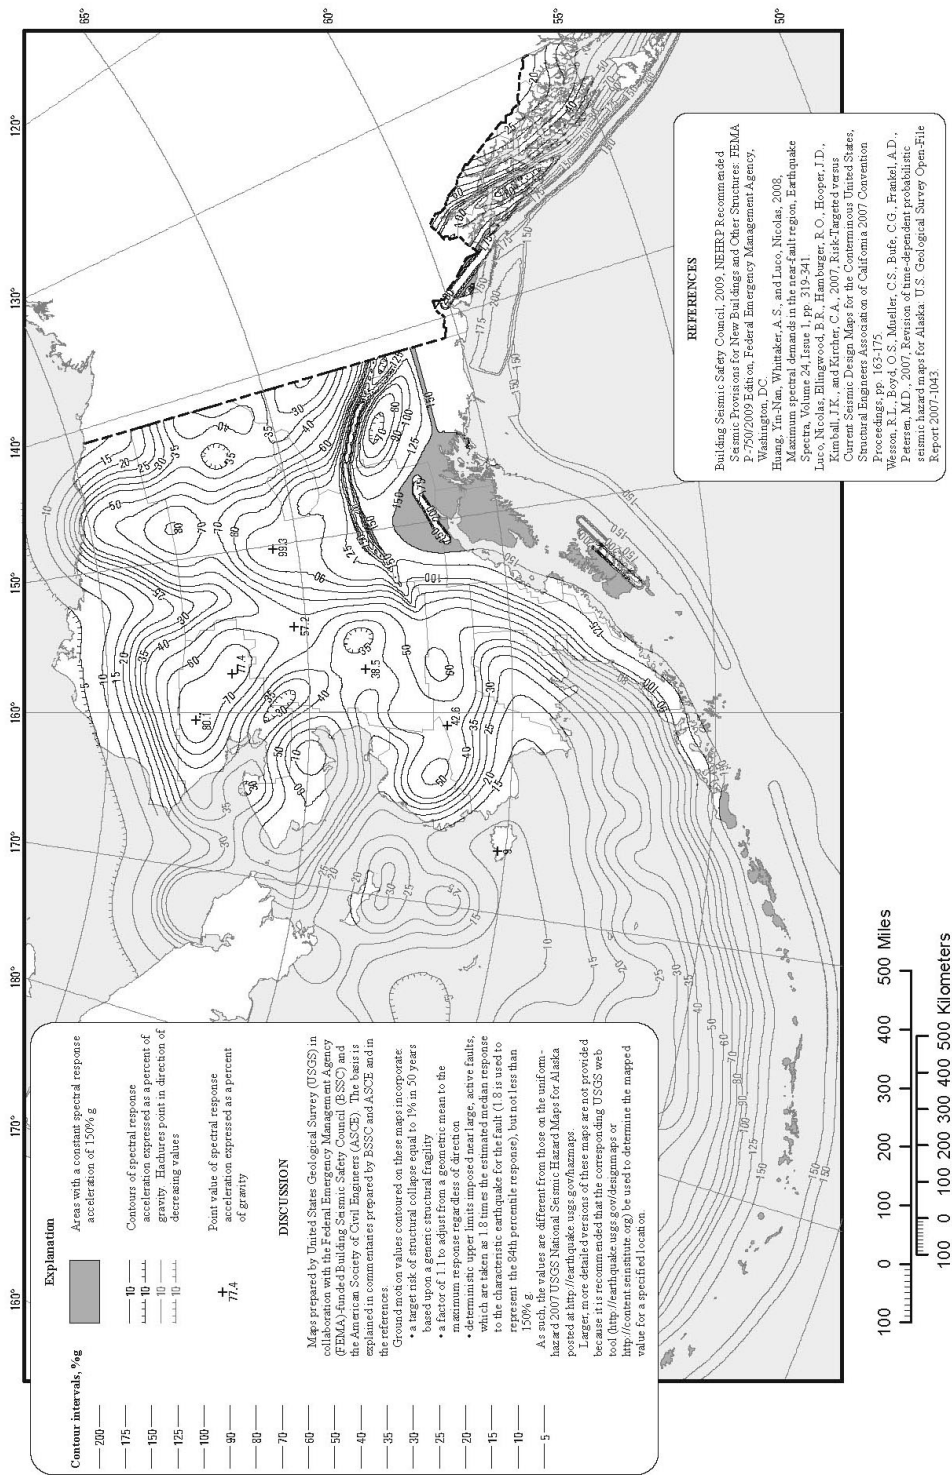 Contour intervals, %g
200
175
150
125
100
90
80
70
60
50
40
35
30
25
20
15
10
5
Explanation
Areas with a constant spectral response
acceleration of 150% g
10
10
10
10
Contours of spectral response
acceleration expressed as a percent of
gravity. Hachures point in direction of
decreasing values
+
77.4
Point value of spectral response
acceleration expressed as a percent
of gravity
DISCUSSION
Maps prepared by United States Geological Survey (USGS) in
collaboration with the Federal Emergency Management Agency
(FEMA)-funded Building Seismic Safety Council (BSSC) and
the American Society of Civil Engineers (ASCE). The basis is
explained in commentaries prepared by BSSC and ASCE and in
the references.
Ground motion values contoured on these maps incorporate:
• a target risk of structural collapse equal to 1% in 50 years
based upon a generic structural fragility
• a factor of 1.1 to adjust from a geometric mean to the
maximum response regardless of direction
• deterministic upper limits imposed near large, active faults,
which are taken as 1.8 times the estimated median response
to the characteristic earthquake for the fault (1.8 is used to
represent the 84th percentile response), but not less than
150% g.
As such, the values are different from those on the uniform-
hazard 2007 USGS National Seismic Hazard Maps for Alaska
posted at http://earthquake.usgs.gov/hazmaps.
Larger, more detailed versions of these maps are not provided
because it is recommended that the corresponding USGS web
tool (http://earthquake.usgs.gov/designmaps or
http://content.seinstitute.org) be used to determine the mapped
value for a specified location.
160°
170°
180°
170°
160°
150°
140°
130°
120°
65°
60°
55°
50°
80.1
77.4
57.2
99.3
38.5
42.6
9
REFERENCES
Building Seismic Safety Council, 2009, NEHRP Recommended
Seismic Provisions for New Buildings and Other Structures: FEMA
P-750/2009 Edition, Federal Emergency Management Agency,
Washington, DC.
Huang, Yin-Nan, Whittaker, A.S., and Luco, Nicolas, 2008,
Maximum spectral demands in the near-fault region, Earthquake
Spectra, Volume 24, Issue 1, pp. 319-341.
Luco, Nicolas, Ellingwood, B.R., Hamburger, R.O., Hooper, J.D.,
Kimball, J.K., and Kircher, C.A., 2007, Risk-Targeted versus
Current Seismic Design Maps for the Conterminous United States,
Structural Engineers Association of California 2007 Convention
Proceedings, pp. 163-175.
Wesson, R.L., Boyd, O.S., Mueller, C.S., Bufe, C.G., Frankel, A.D.,
Petersen, M.D., 2007, Revision of time-dependent probabilistic
seismic hazard maps for Alaska: U.S. Geological Survey Open-File
Report 2007-1043.
100 0 100 200 300 400 500 Miles
100 0 100 200 300 400 500 Kilometers